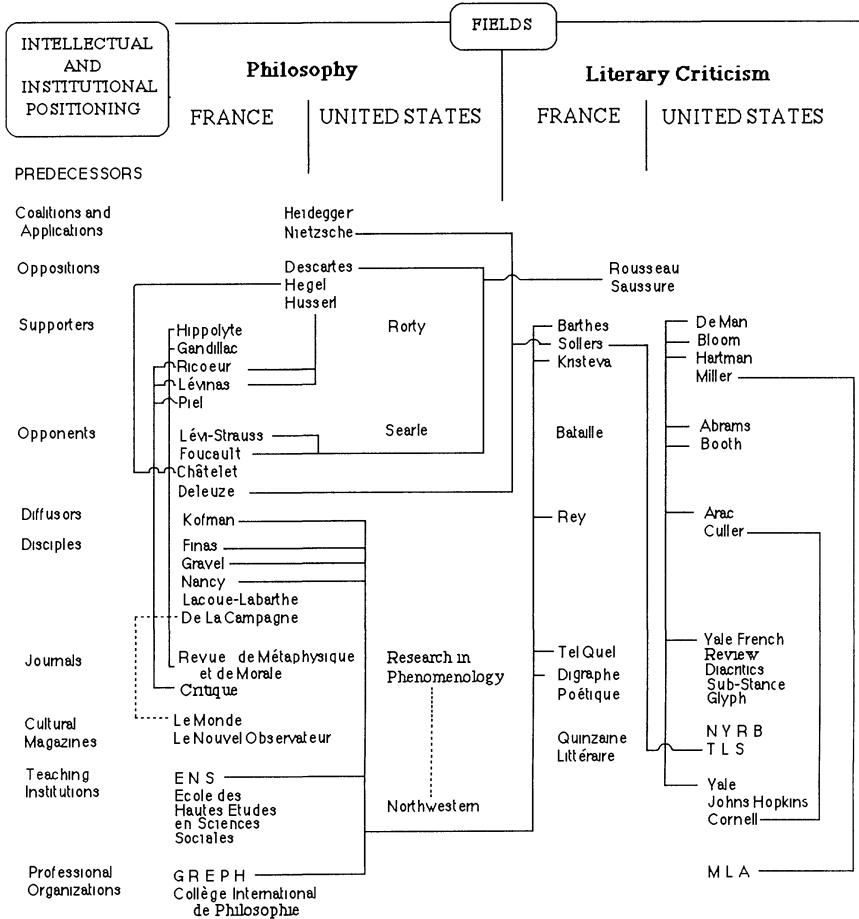 FIELDS
INTELLECTUAL
AND
INSTITUTIONAL
POSITIONING
Philosophy
Literary Criticism
FRANCE
UNITED STATES
FRANCE
UNITED STATES
PREDECESSORS
Coalitions and
Applications
Heidegger
Nietzsche
Oppositions
Descartes
Hegel
Husserl
Rousseau
Saussure
Supporters
Hippolyte
Gandillac
Ricoeur
Lévinas
Piel
Rorty
Barthes
Sollers
Kristeva
De Man
Bloom
Hartman
Miller
Opponents
Lévi-Strauss
Foucault
Châtelet
Deleuze
Searle
Bataille
Abrams
Booth
Diffusors
Kofman
Rey
Arac
Culler
Disciples
Finas
Gravel
Nancy
Lacoue-Labarthe
De La Campagne
Journals
Revue de Métaphysique
et de Morale
Critique
Research in
Phenomenology
Tel Quel
Digraphe
Poétique
Yale French
Review
Diacritics
Sub-Stance
Glyph
Cultural
Magazines
Le Monde
Le Nouvel Observateur
Quinzaine
Littéraire
N Y R B
T L S
Teaching
Institutions
E N S
Ecole des
Hautes Etudes
en Sciences
Sociales
Northwestern
Yale
Johns Hopkins
Cornell
Professional
Organizations
G R E P H
Collège International
de Philosophie
M L A